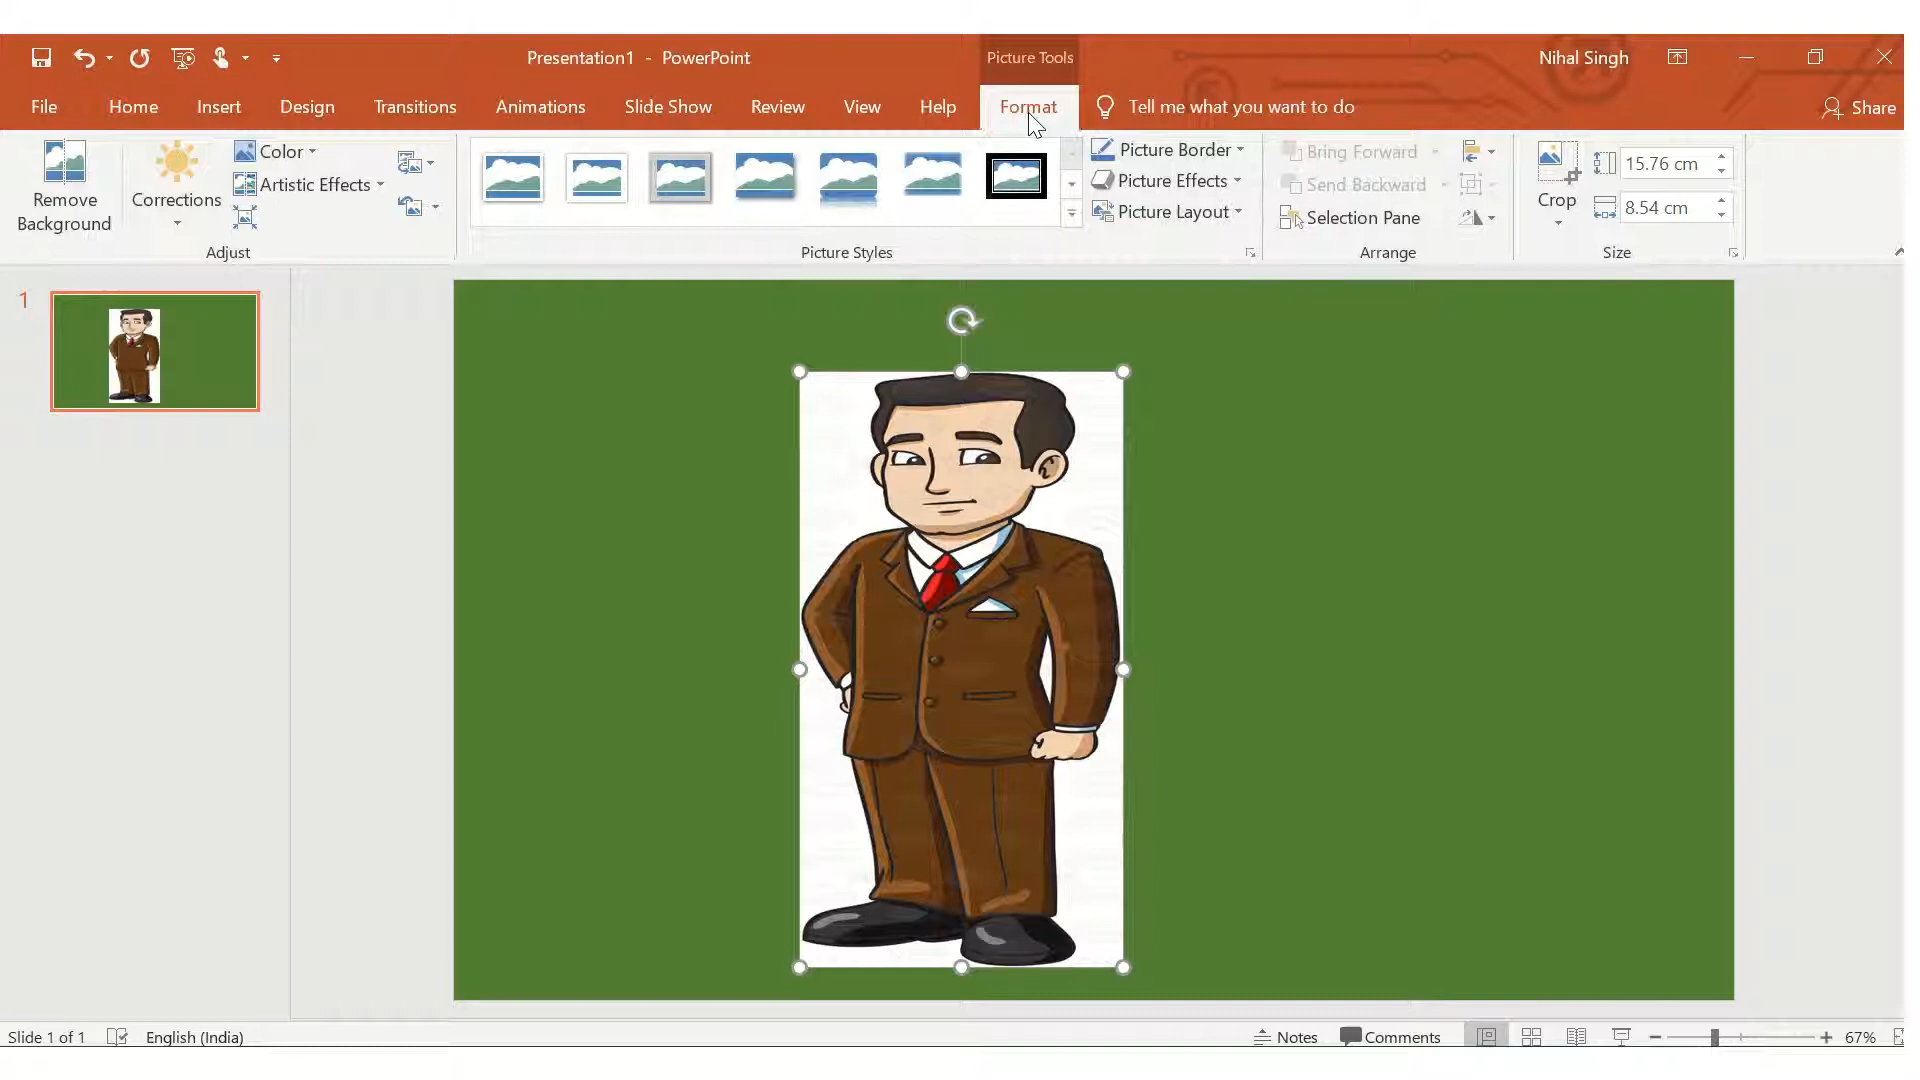 Presentation1 - PowerPoint
Picture Tools
Nihal Singh
File
Home
Insert
Design
Transitions
Animations
Slide Show
Review
View
Help
Format
Tell me what you want to do
Share
Remove
Background
Corrections
Color
Artistic Effects
Adjust
Picture Styles
Picture Border
Picture Effects
Picture Layout
Bring Forward
Send Backward
Selection Pane
Arrange
Crop
15.76 cm
8.54 cm
Size
1
Slide 1 of 1
English (India)
Notes
Comments
67%